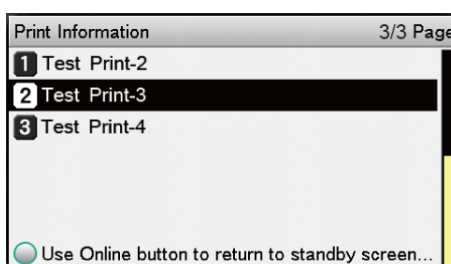 Print Information 3/3 Page
1 Test Print-2
2 Test Print-3
3 Test Print-4
Use Online button to return to standby screen...